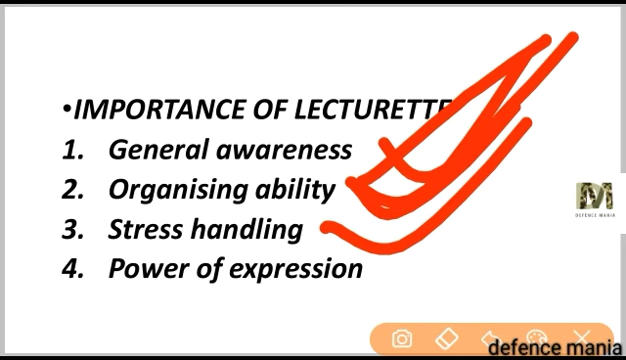 •IMPORTANCE OF LECTURETTE
1. General awareness
2. Organising ability
3. Stress handling
4. Power of expression
DEFENCE MANIA
defence mania